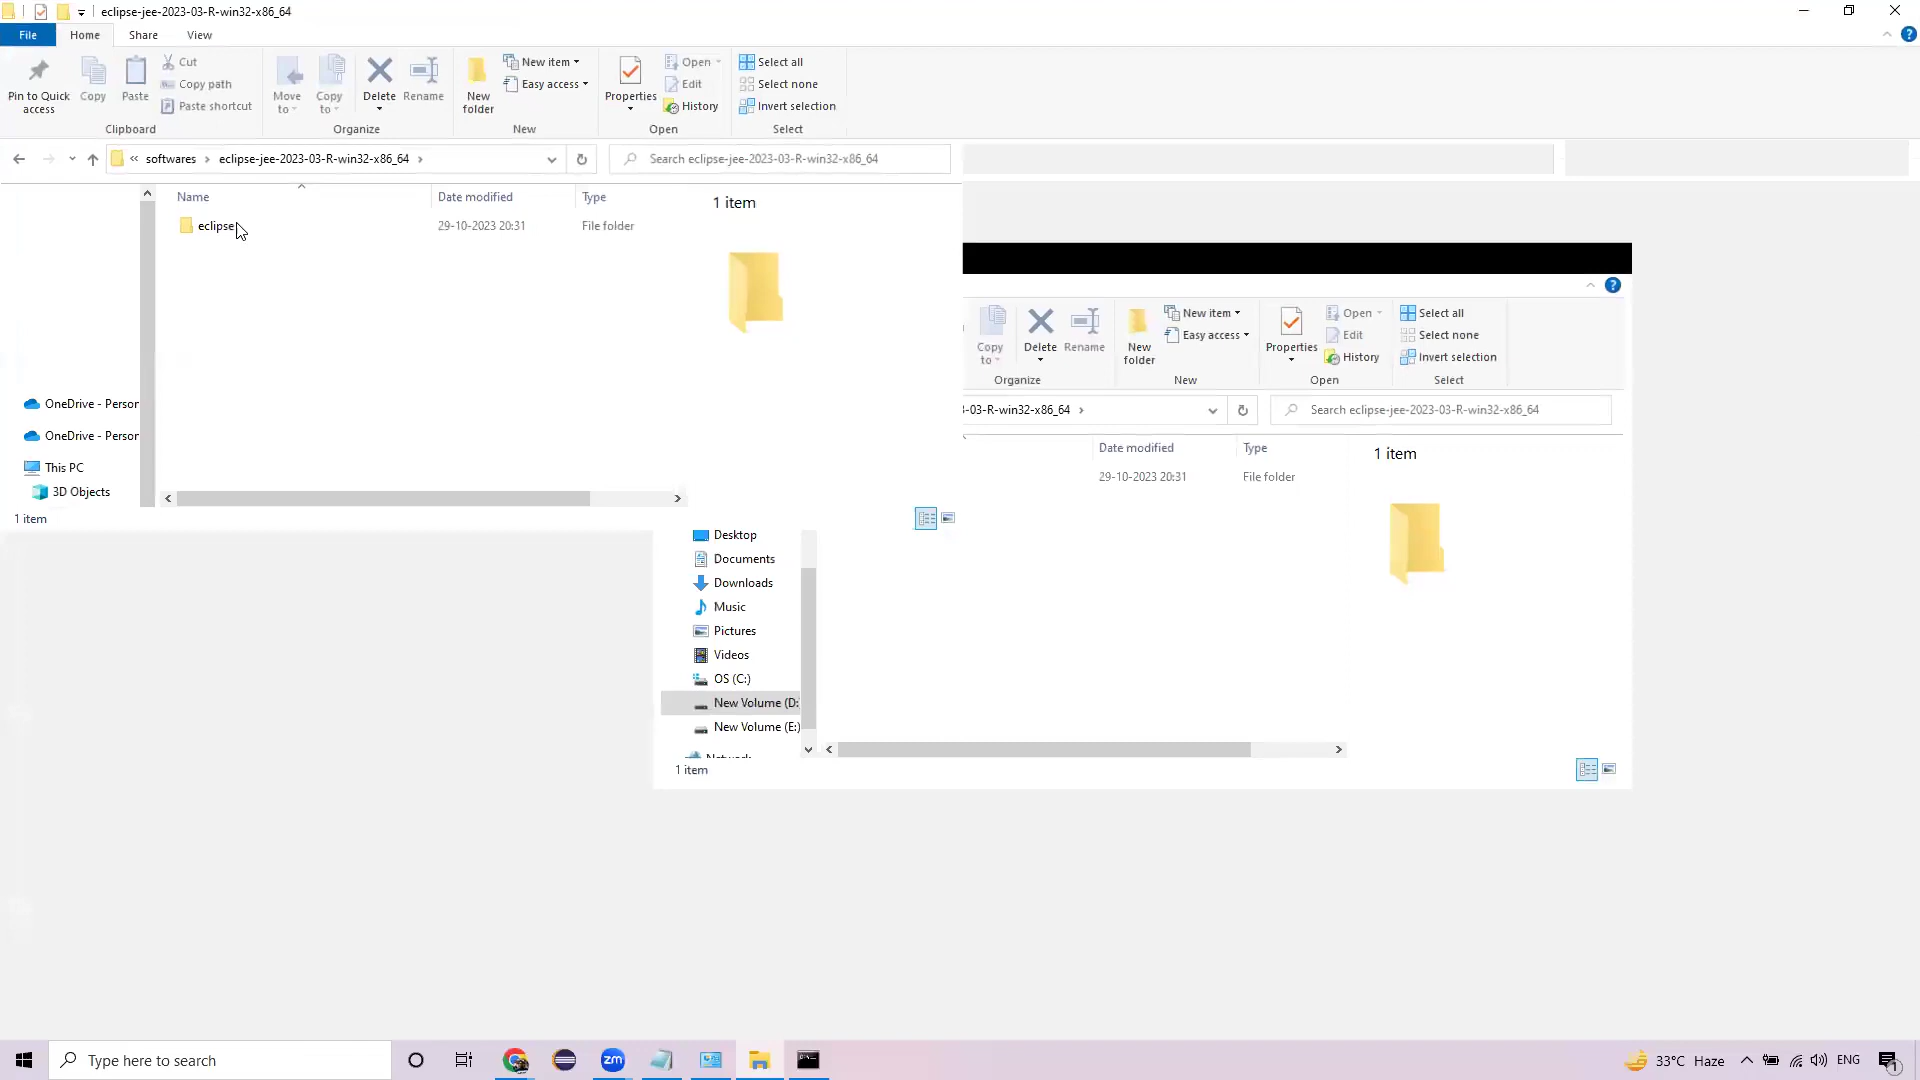 eclipse-jee-2023-03-R-win32-x86_64
File Home Share View
Pin to Quick access
Copy
Paste
Cut
Copy path
Paste shortcut
Clipboard
Move to
Copy to
Delete
Rename
Organize
New folder
New item
Easy access
New
Properties
Open
Edit
History
Open
Select all
Select none
Invert selection
Select
« softwares › eclipse-jee-2023-03-R-win32-x86_64 ›
Search eclipse-jee-2023-03-R-win32-x86_64
Name Date modified Type
eclipse 29-10-2023 20:31 File folder
1 item
OneDrive - Person
OneDrive - Person
This PC
3D Objects
1 item
Copy to
Delete
Rename
Organize
New folder
New item
Easy access
New
Properties
Open
Edit
History
Open
Select all
Select none
Invert selection
Select
-03-R-win32-x86_64 ›
Search eclipse-jee-2023-03-R-win32-x86_64
Date modified Type
29-10-2023 20:31 File folder
1 item
Desktop
Documents
Downloads
Music
Pictures
Videos
OS (C:)
New Volume (D:
New Volume (E:)
Network
1 item
Type here to search
zm
33°C Haze
ENG
1